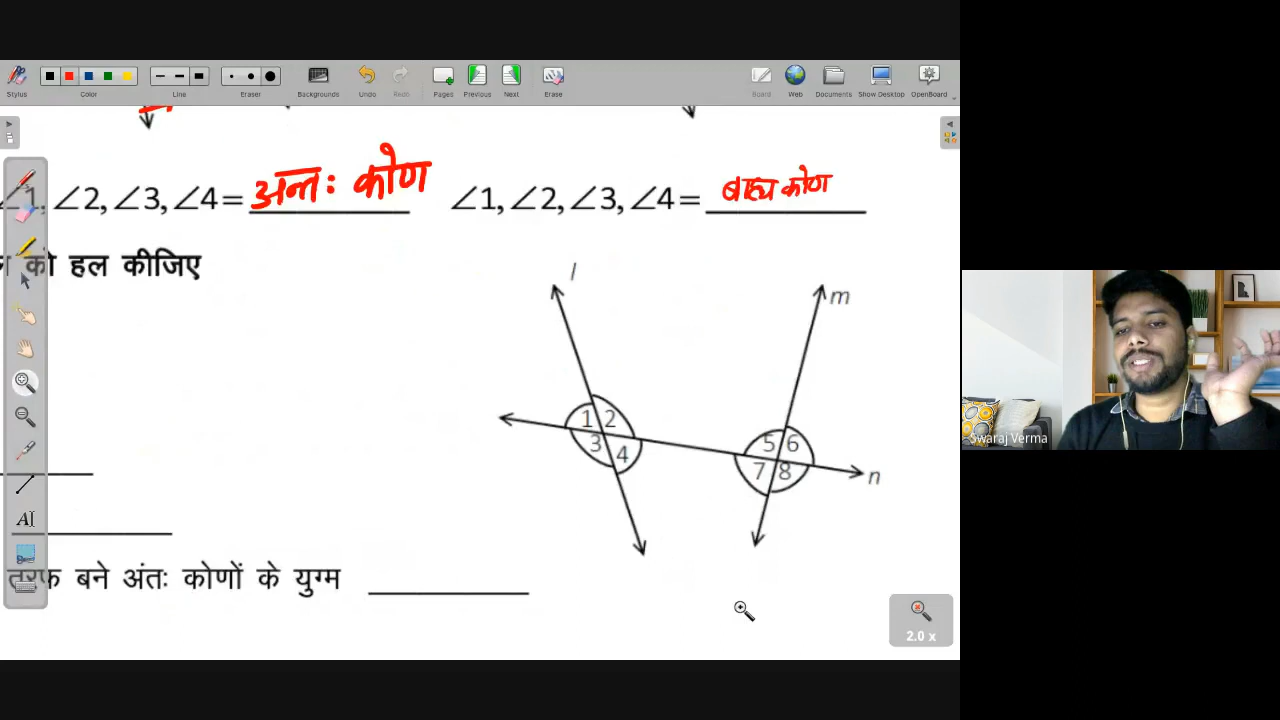 Stylus Color Line Eraser Backgrounds Undo Redo Pages Previous Next Erase Board Web Documents Show Desktop OpenBoard
∠1, ∠2, ∠3, ∠4 = अन्तः कोण ∠1, ∠2, ∠3, ∠4 = बाह्य कोण
को हल कीजिए
l
m
1 2
3 4
5 6
7 8
n
Swaraj Verma
तरफ बने अंतः कोणों के युग्म
2.0 x